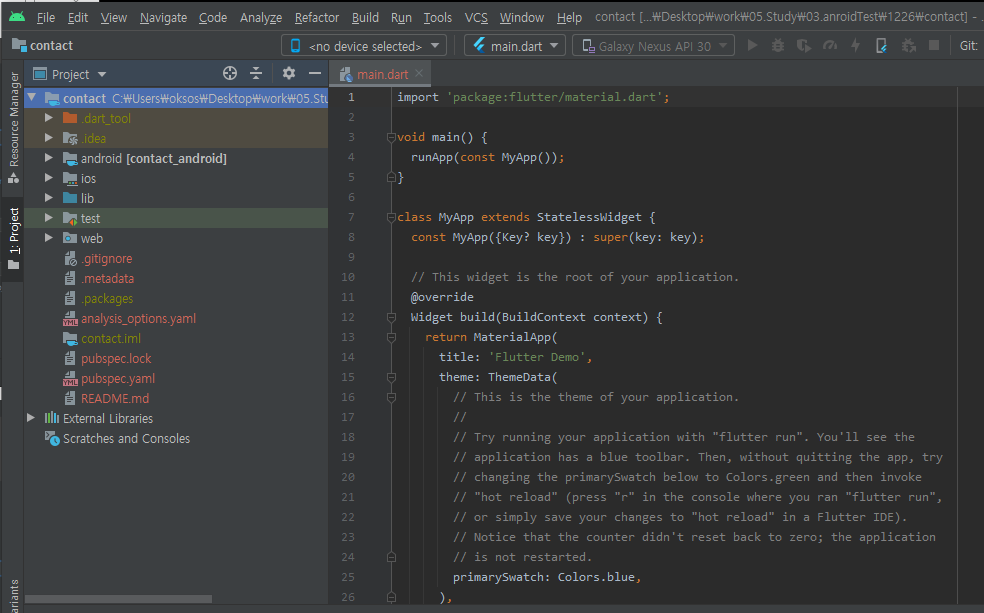 File Edit View Navigate Code Analyze Refactor Build Run Tools VCS Window Help contact [...₩Desktop₩work₩05.Study₩03.anroidTest₩1226₩contact] - .
contact
<no device selected>
main.dart
Galaxy Nexus API 30
Git:
Resource Manager
1: Project
Project
contact C:₩Users₩oksos₩Desktop₩work₩05.Stu
.dart_tool
.idea
android [contact_android]
ios
lib
test
web
.gitignore
.metadata
.packages
analysis_options.yaml
contact.iml
pubspec.lock
pubspec.yaml
README.md
External Libraries
Scratches and Consoles
main.dart
1 import 'package:flutter/material.dart';
2
3 void main() {
4 runApp(const MyApp());
5 }
6
7 class MyApp extends StatelessWidget {
8 const MyApp({Key? key}) : super(key: key);
9
10 // This widget is the root of your application.
11 @override
12 Widget build(BuildContext context) {
13 return MaterialApp(
14 title: 'Flutter Demo',
15 theme: ThemeData(
16 // This is the theme of your application.
17 //
18 // Try running your application with "flutter run". You'll see the
19 // application has a blue toolbar. Then, without quitting the app, try
20 // changing the primarySwatch below to Colors.green and then invoke
21 // "hot reload" (press "r" in the console where you ran "flutter run",
22 // or simply save your changes to "hot reload" in a Flutter IDE).
23 // Notice that the counter didn't reset back to zero; the application
24 // is not restarted.
25 primarySwatch: Colors.blue,
26 ),